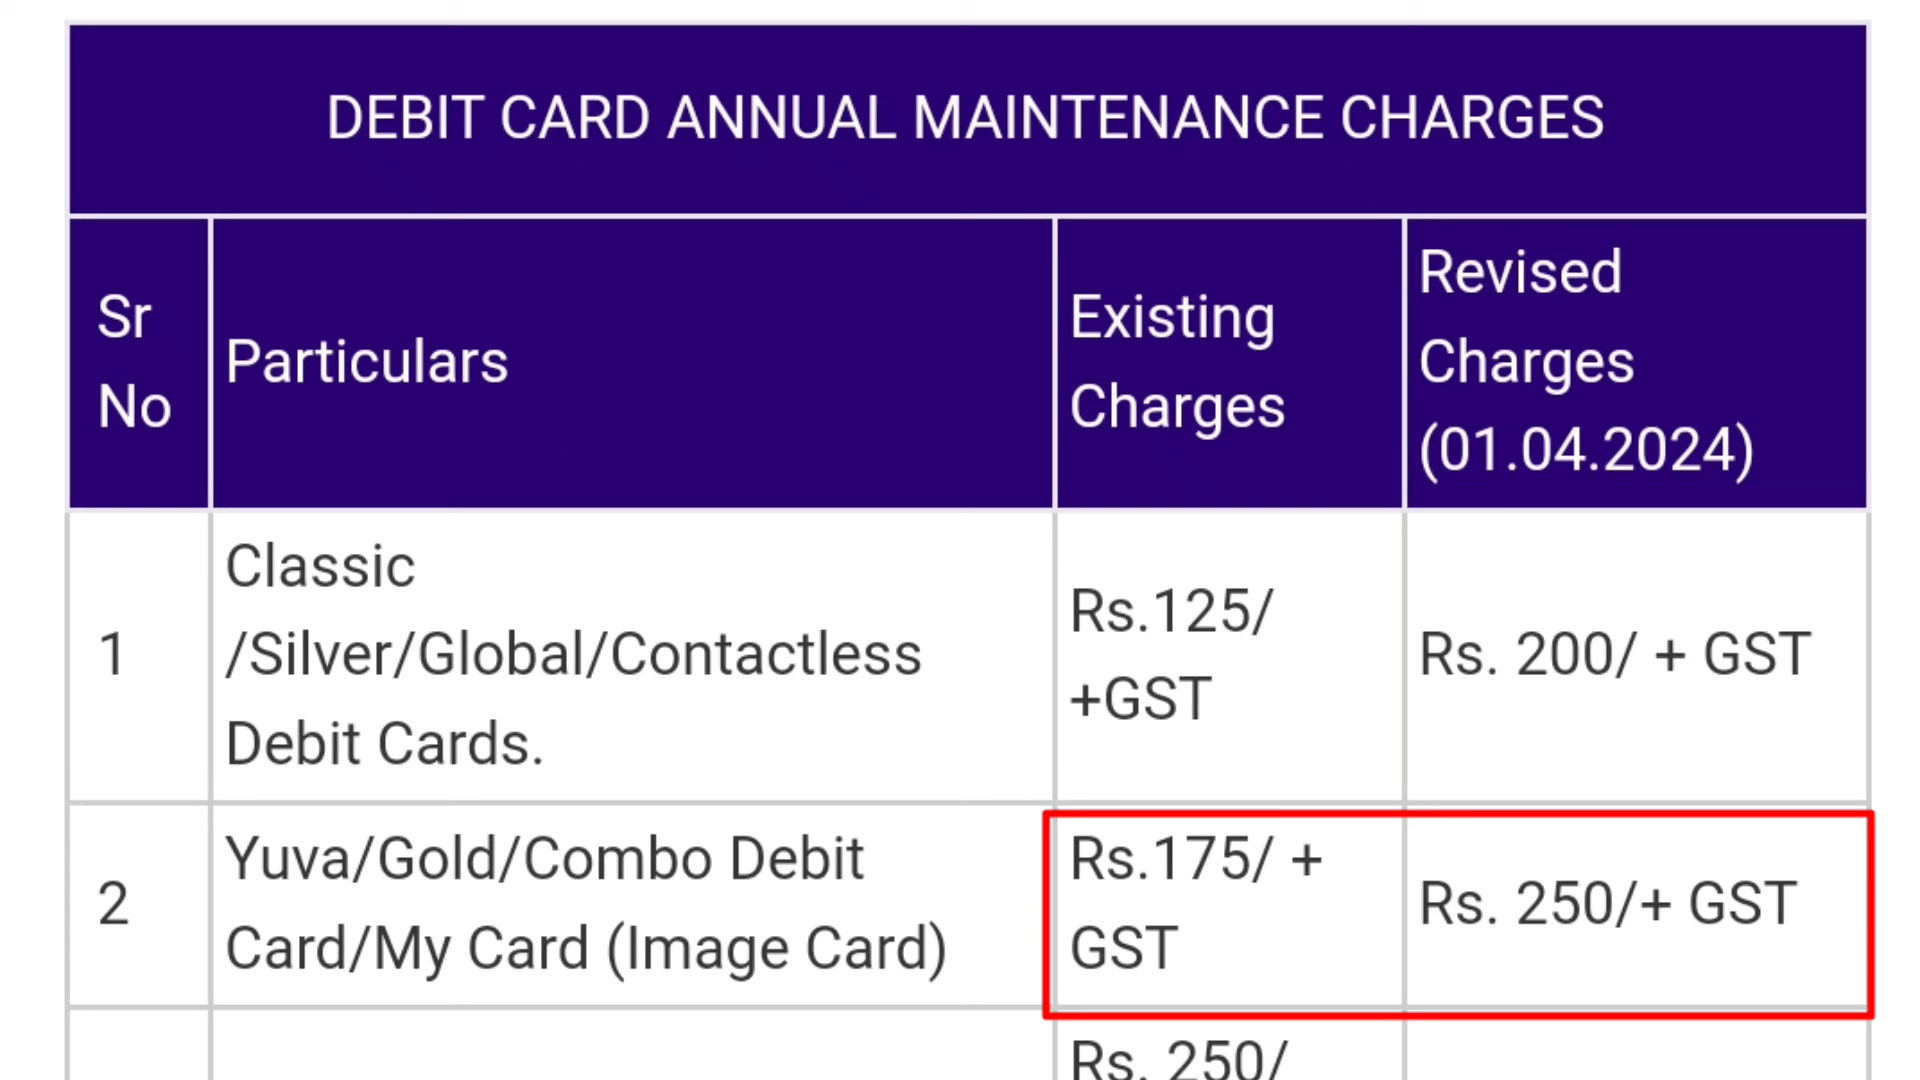 DEBIT CARD ANNUAL MAINTENANCE CHARGES
Sr
No
Particulars
Existing
Charges
Revised
Charges
(01.04.2024)
1
Classic
/Silver/Global/Contactless
Debit Cards.
Rs.125/
+GST
Rs. 200/ + GST
2
Yuva/Gold/Combo Debit
Card/My Card (Image Card)
Rs.175/ +
GST
Rs. 250/+ GST
Rs. 250/